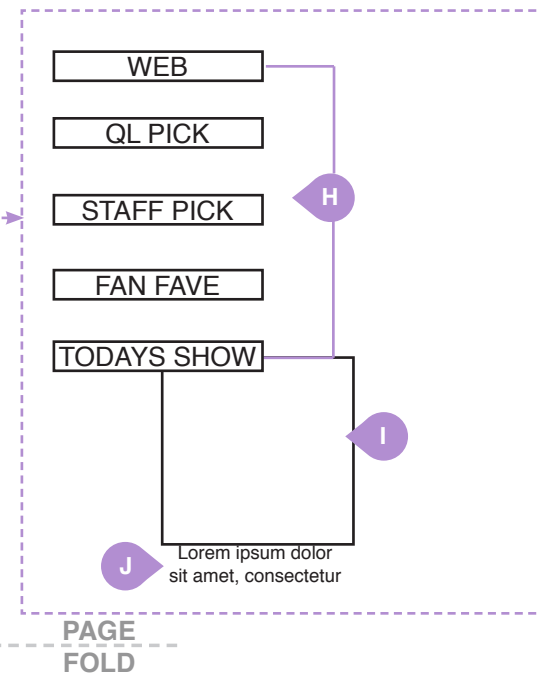 WEB
QL PICK
H
STAFF PICK
FAN FAVE
TODAYS SHOW
I
J
Lorem ipsum dolor
sit amet, consectetur
PAGE
FOLD